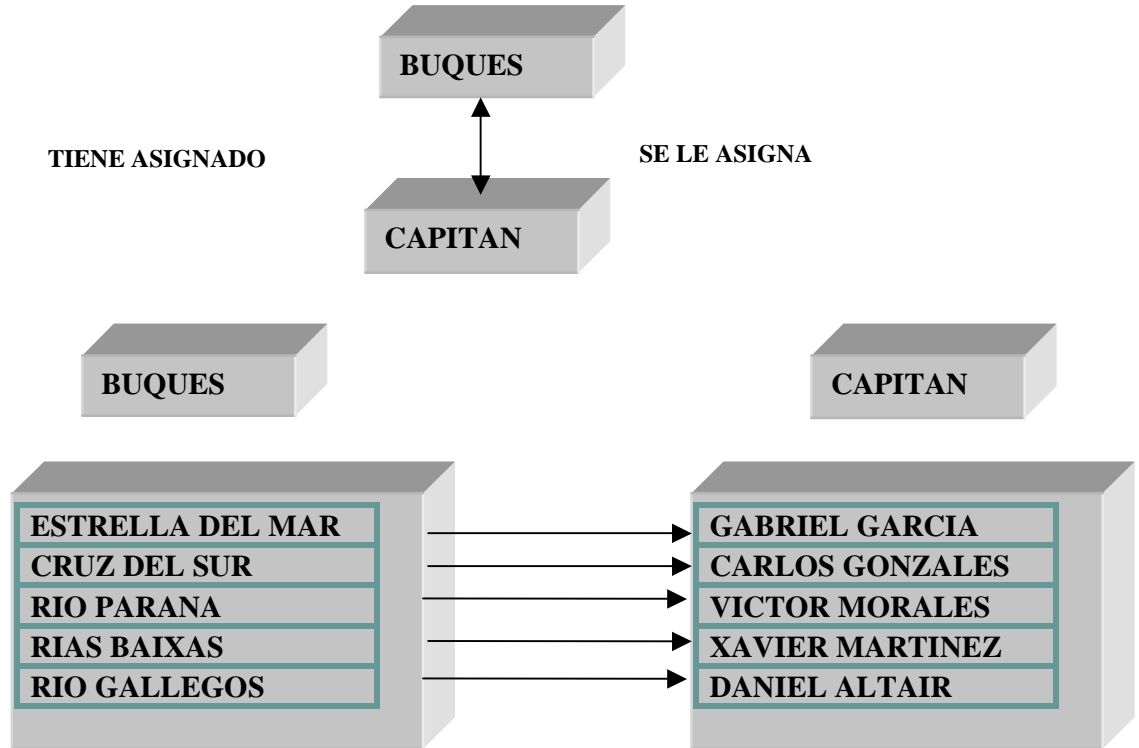 BUQUES
TIENE ASIGNADO
SE LE ASIGNA
CAPITAN
BUQUES
CAPITAN
ESTRELLA DEL MAR
CRUZ DEL SUR
RIO PARANA
RIAS BAIXAS
RIO GALLEGOS
GABRIEL GARCIA
CARLOS GONZALES
VICTOR MORALES
XAVIER MARTINEZ
DANIEL ALTAIR